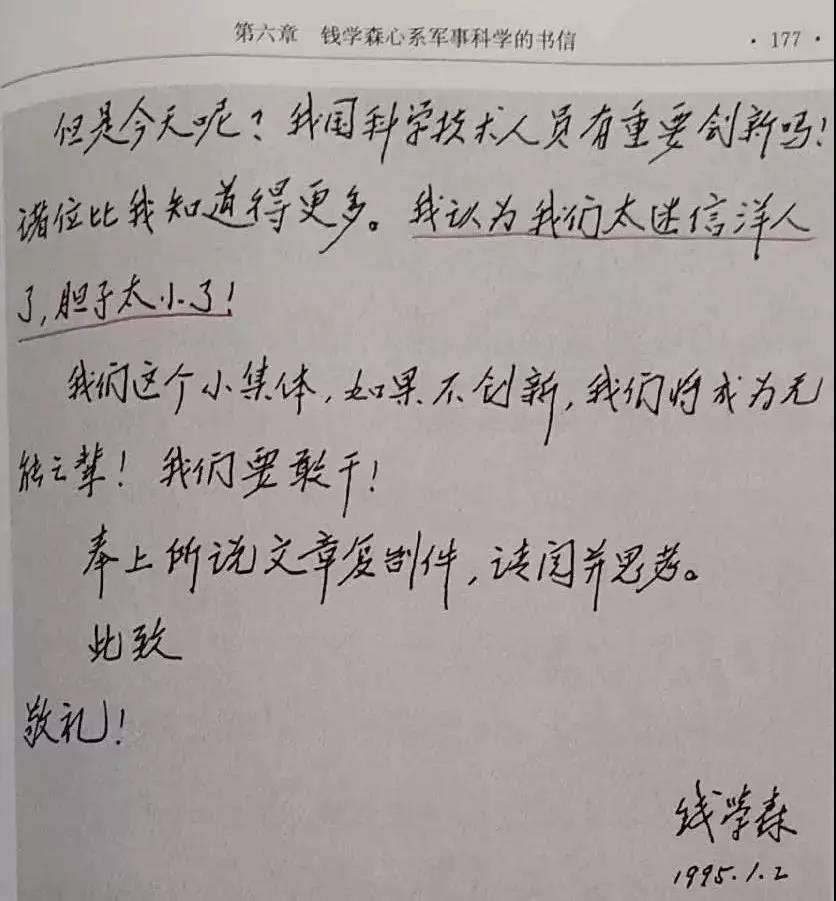 第六章 钱学森心系军事科学的书信 ·177·
但是今天呢？我国科学技术人员有重要创新吗！
诸位比我知道得更多。我认为我们太迷信洋人
了，胆子太小了！
我们这个小集体，如果不创新，我们将成为无
能之辈！我们要敢干！
奉上所说文章复制件，请阅并思考。
此致
敬礼！
钱学森
1995.1.2